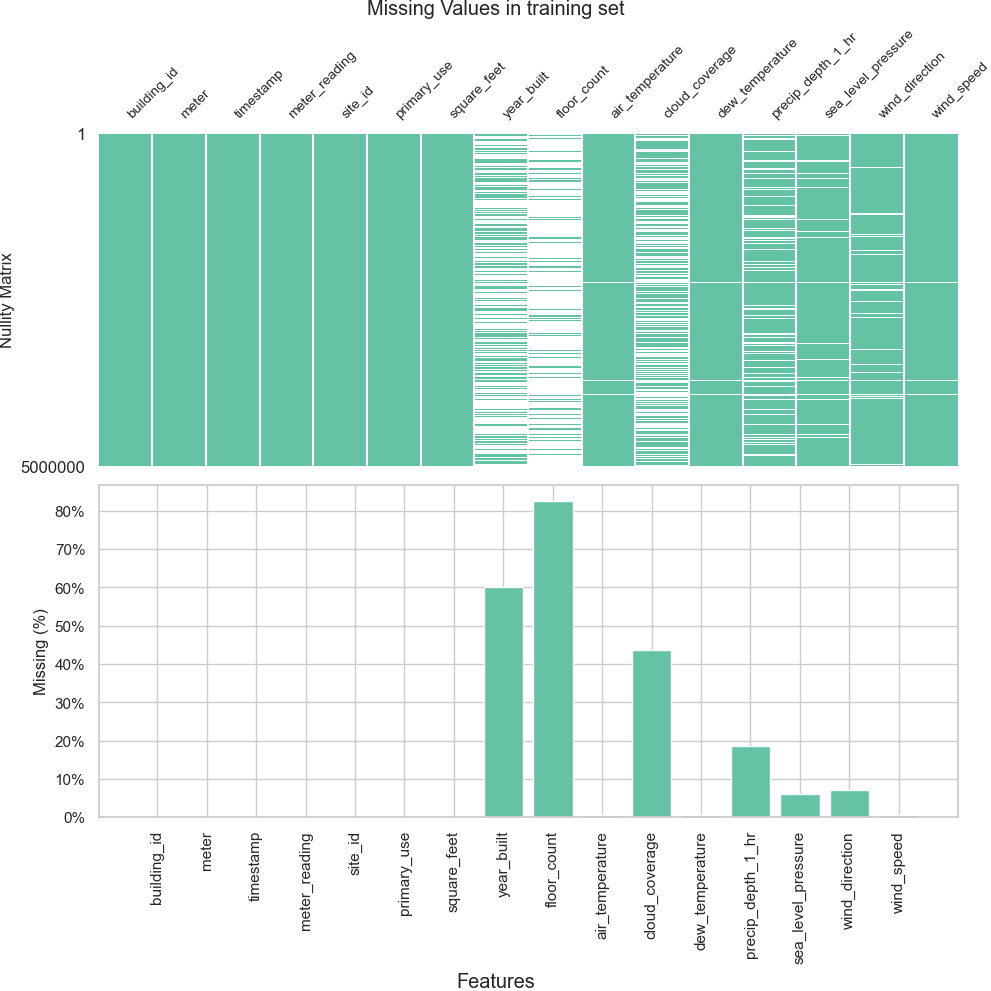 Missing Values in training set
building_id
meter
timestamp
meter_reading
site_id
primary_use
square_feet
year_built
floor_count
air_temperature
cloud_coverage
dew_temperature
precip_depth_1_hr
sea_level_pressure
wind_direction
wind_speed
1
Nullity Matrix
5000000
80%
70%
60%
50%
40%
30%
20%
10%
0%
Missing (%)
building_id
meter
timestamp
meter_reading
site_id
primary_use
square_feet
year_built
floor_count
air_temperature
cloud_coverage
dew_temperature
precip_depth_1_hr
sea_level_pressure
wind_direction
wind_speed
Features